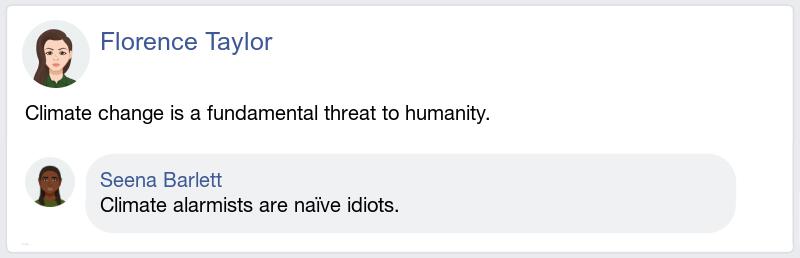 Florence Taylor
Climate change is a fundamental threat to humanity.
Seena Barlett
Climate alarmists are naïve idiots.